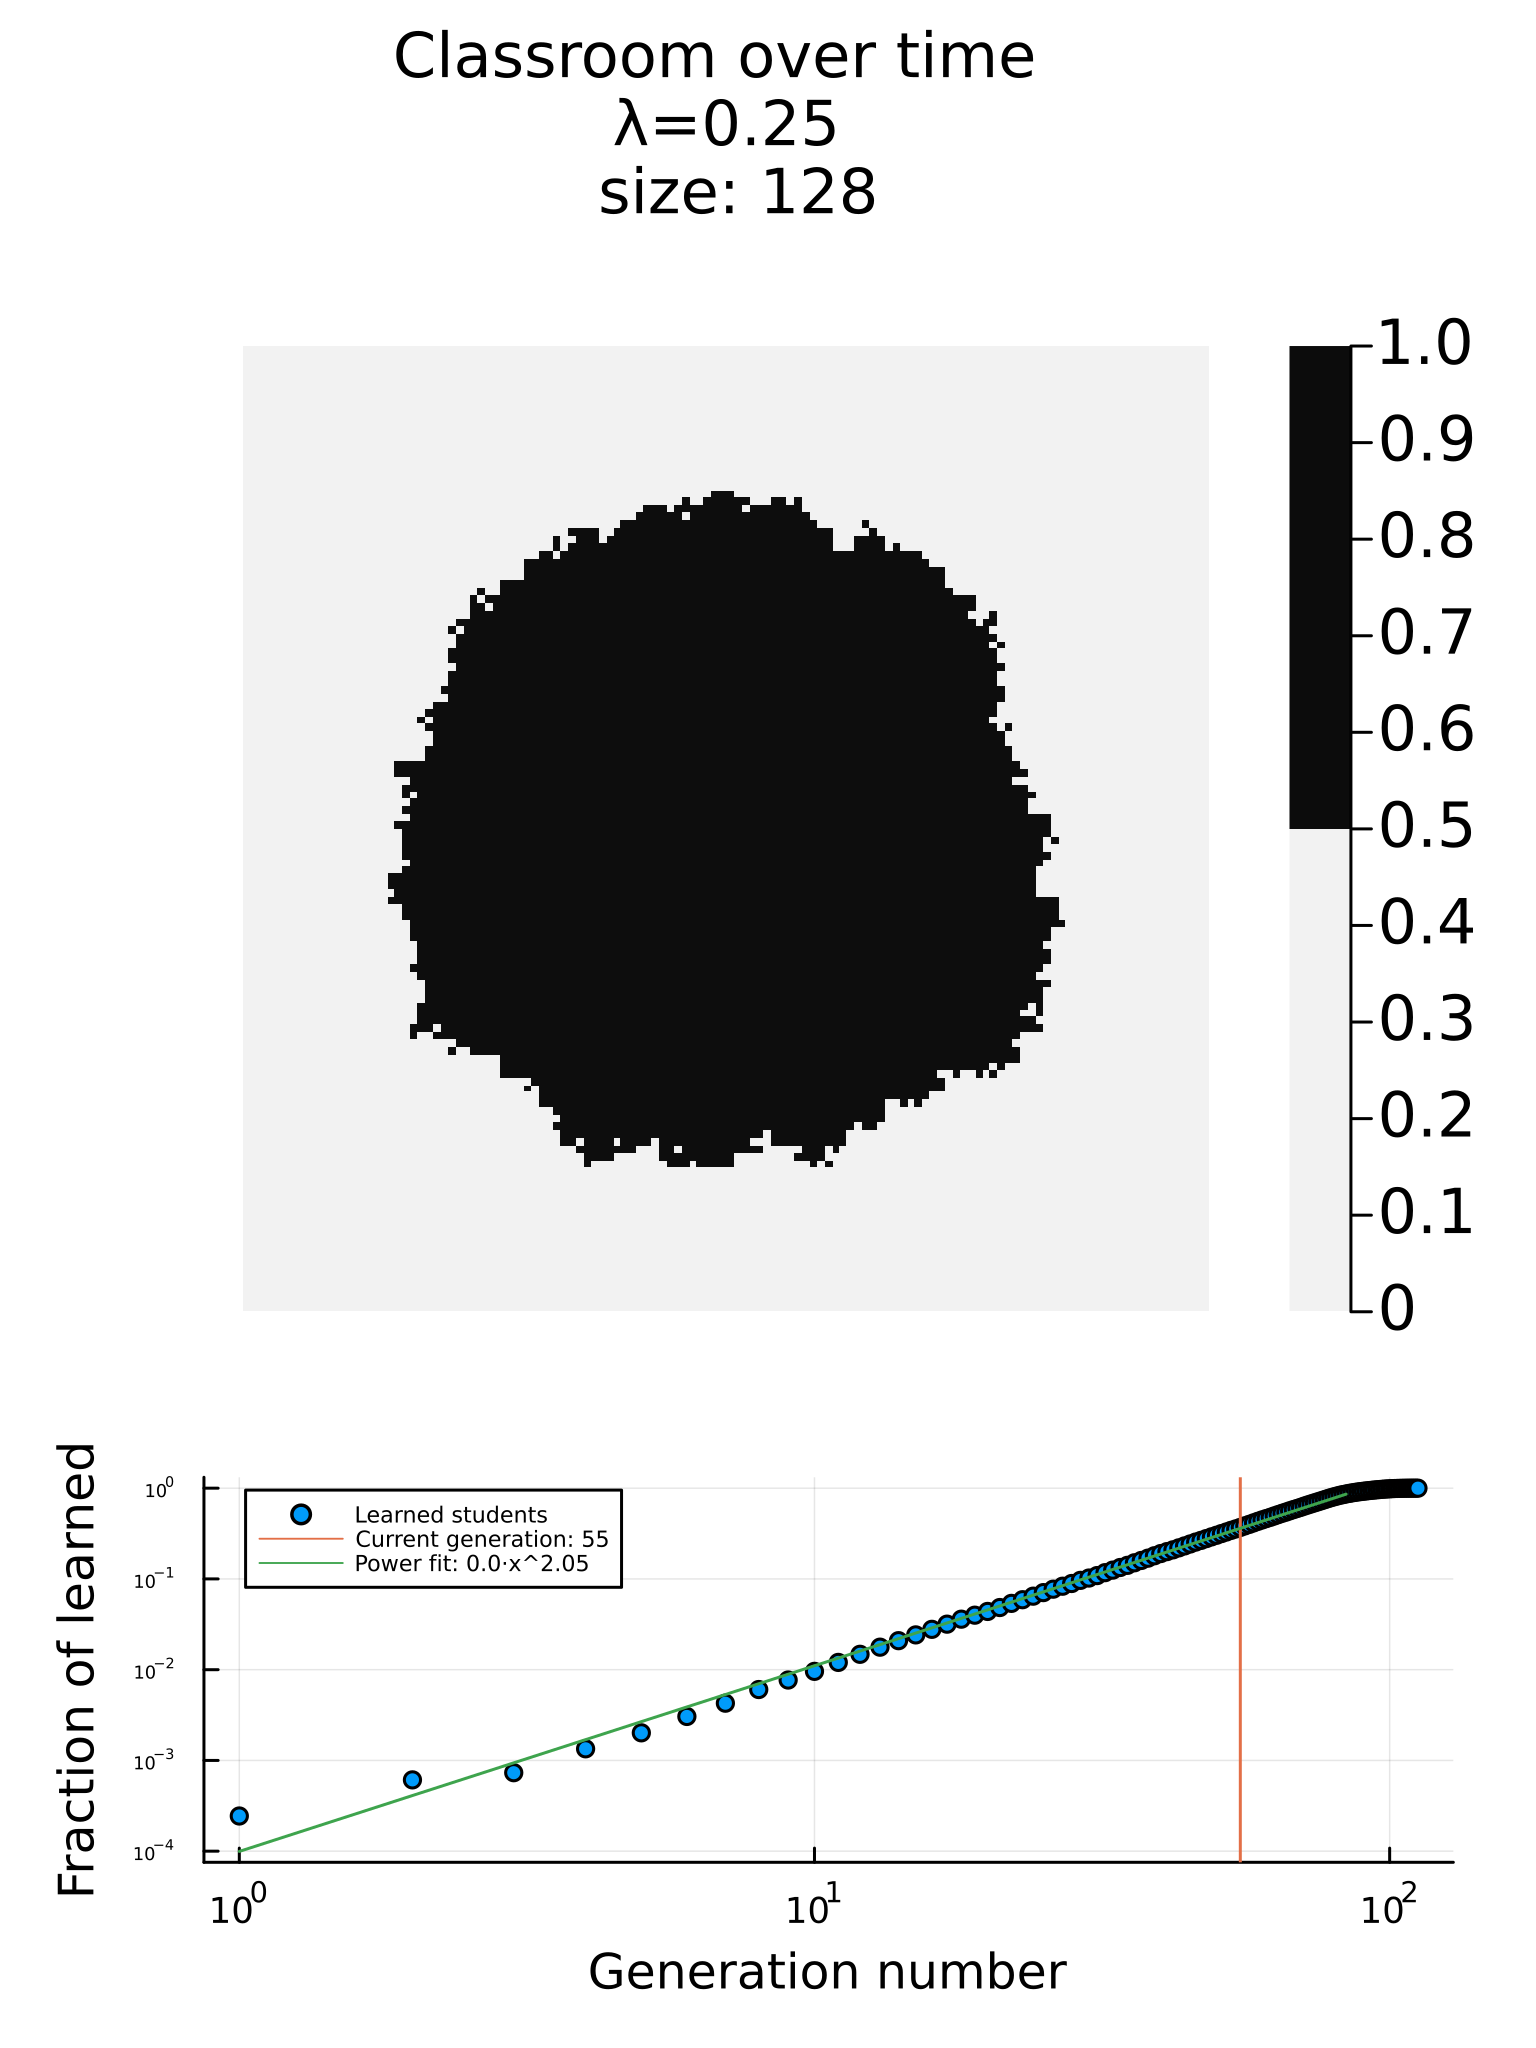 Classroom over time
λ=0.25
size: 128
1.0
0.9
0.8
0.7
0.6
0.5
0.4
0.3
0.2
0.1
0
Fraction of learned
10^0
10^-1
10^-2
10^-3
10^-4
Learned students
Current generation: 55
Power fit: 0.0·x^2.05
10^0 10^1 10^2
Generation number